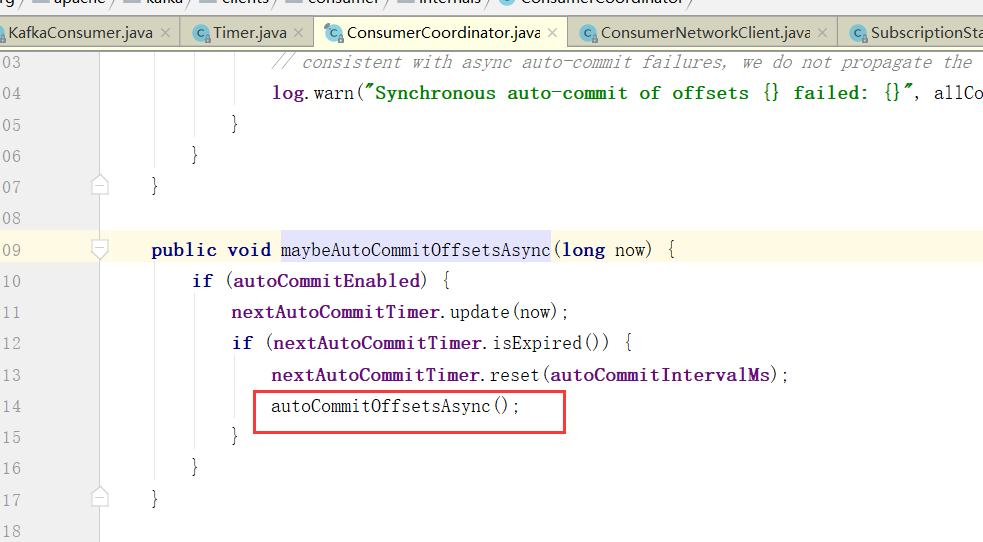 apache kafka clients consumer internals ConsumerCoordinator
KafkaConsumer.java × Timer.java × ConsumerCoordinator.java × ConsumerNetworkClient.java × SubscriptionSta
03 // consistent with async auto-commit failures, we do not propagate the
04 log.warn("Synchronous auto-commit of offsets {} failed: {}", allCo
05 }
06 }
07 }
08
09 public void maybeAutoCommitOffsetsAsync(long now) {
10 if (autoCommitEnabled) {
11 nextAutoCommitTimer.update(now);
12 if (nextAutoCommitTimer.isExpired()) {
13 nextAutoCommitTimer.reset(autoCommitIntervalMs);
14 autoCommitOffsetsAsync();
15 }
16 }
17 }
18